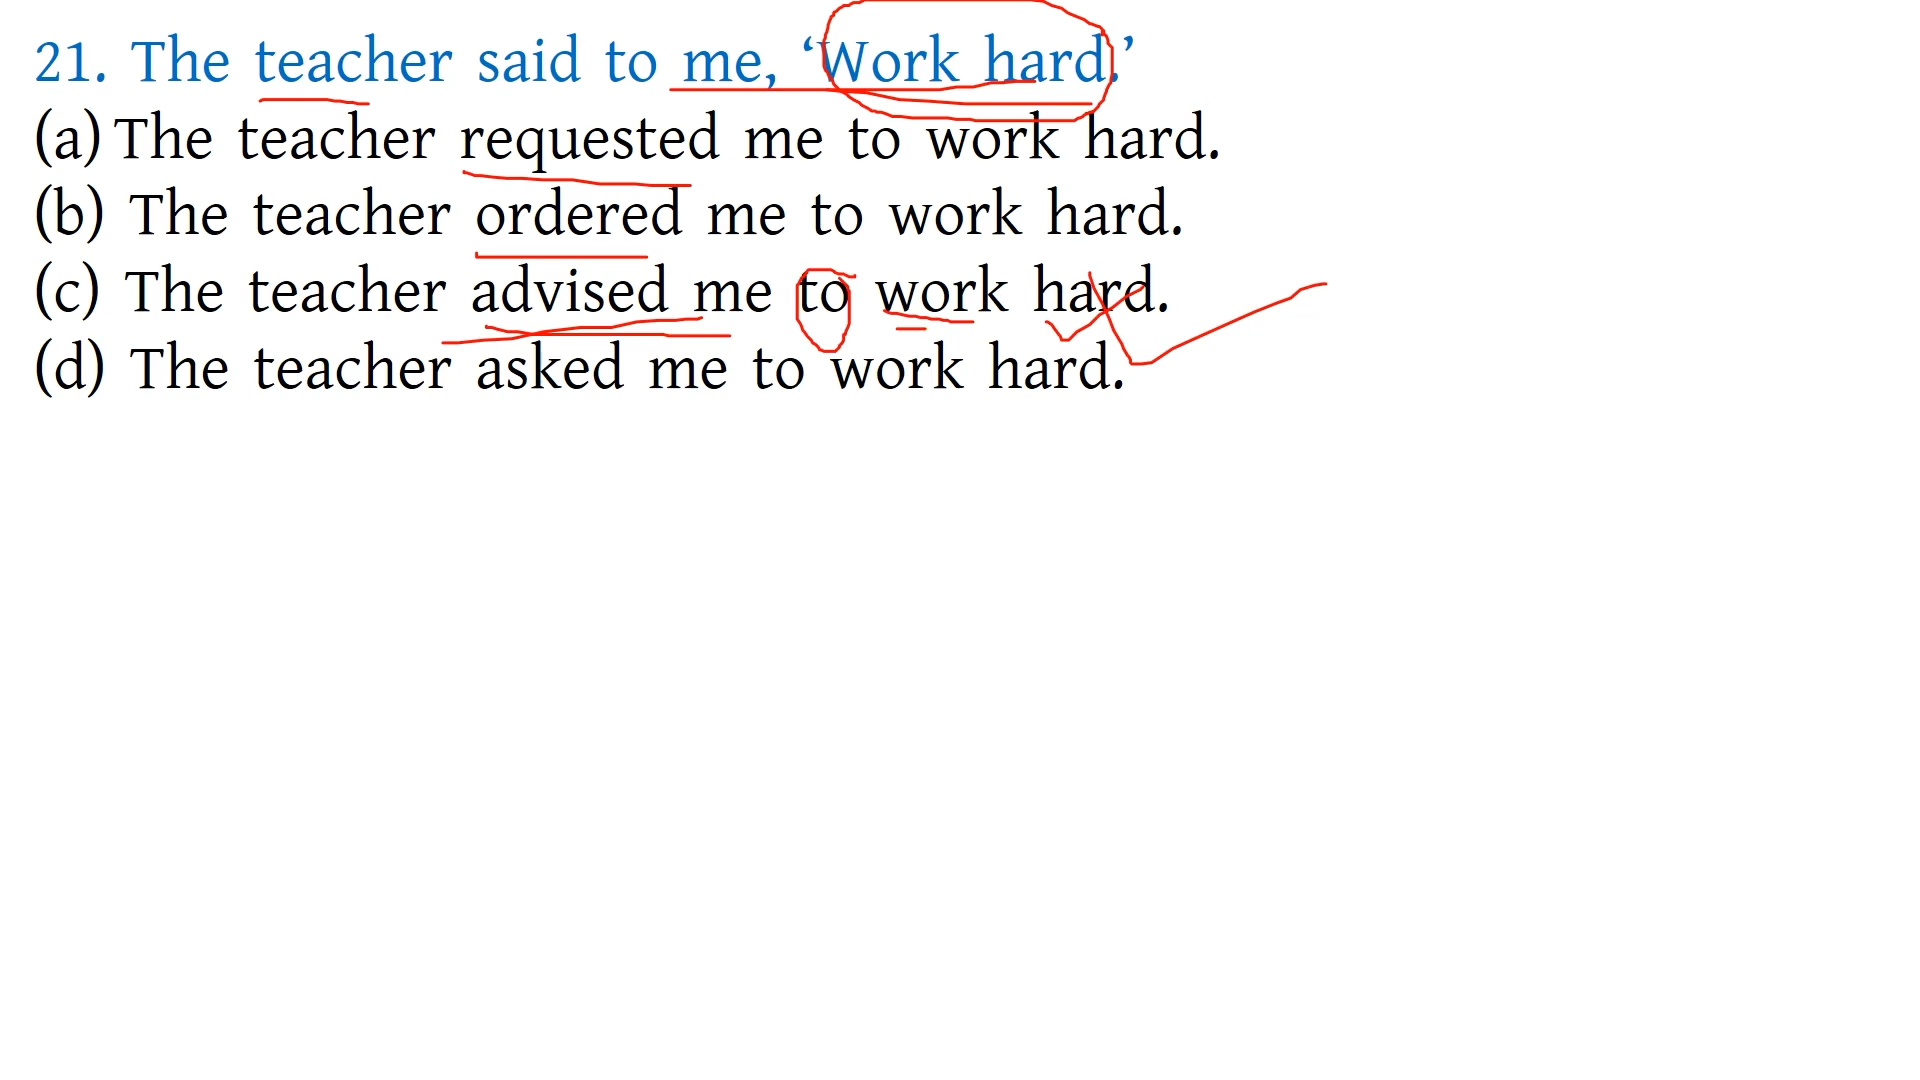 21. The teacher said to me, ‘Work hard.’
(a) The teacher requested me to work hard.
(b) The teacher ordered me to work hard.
(c) The teacher advised me to work hard.
(d) The teacher asked me to work hard.